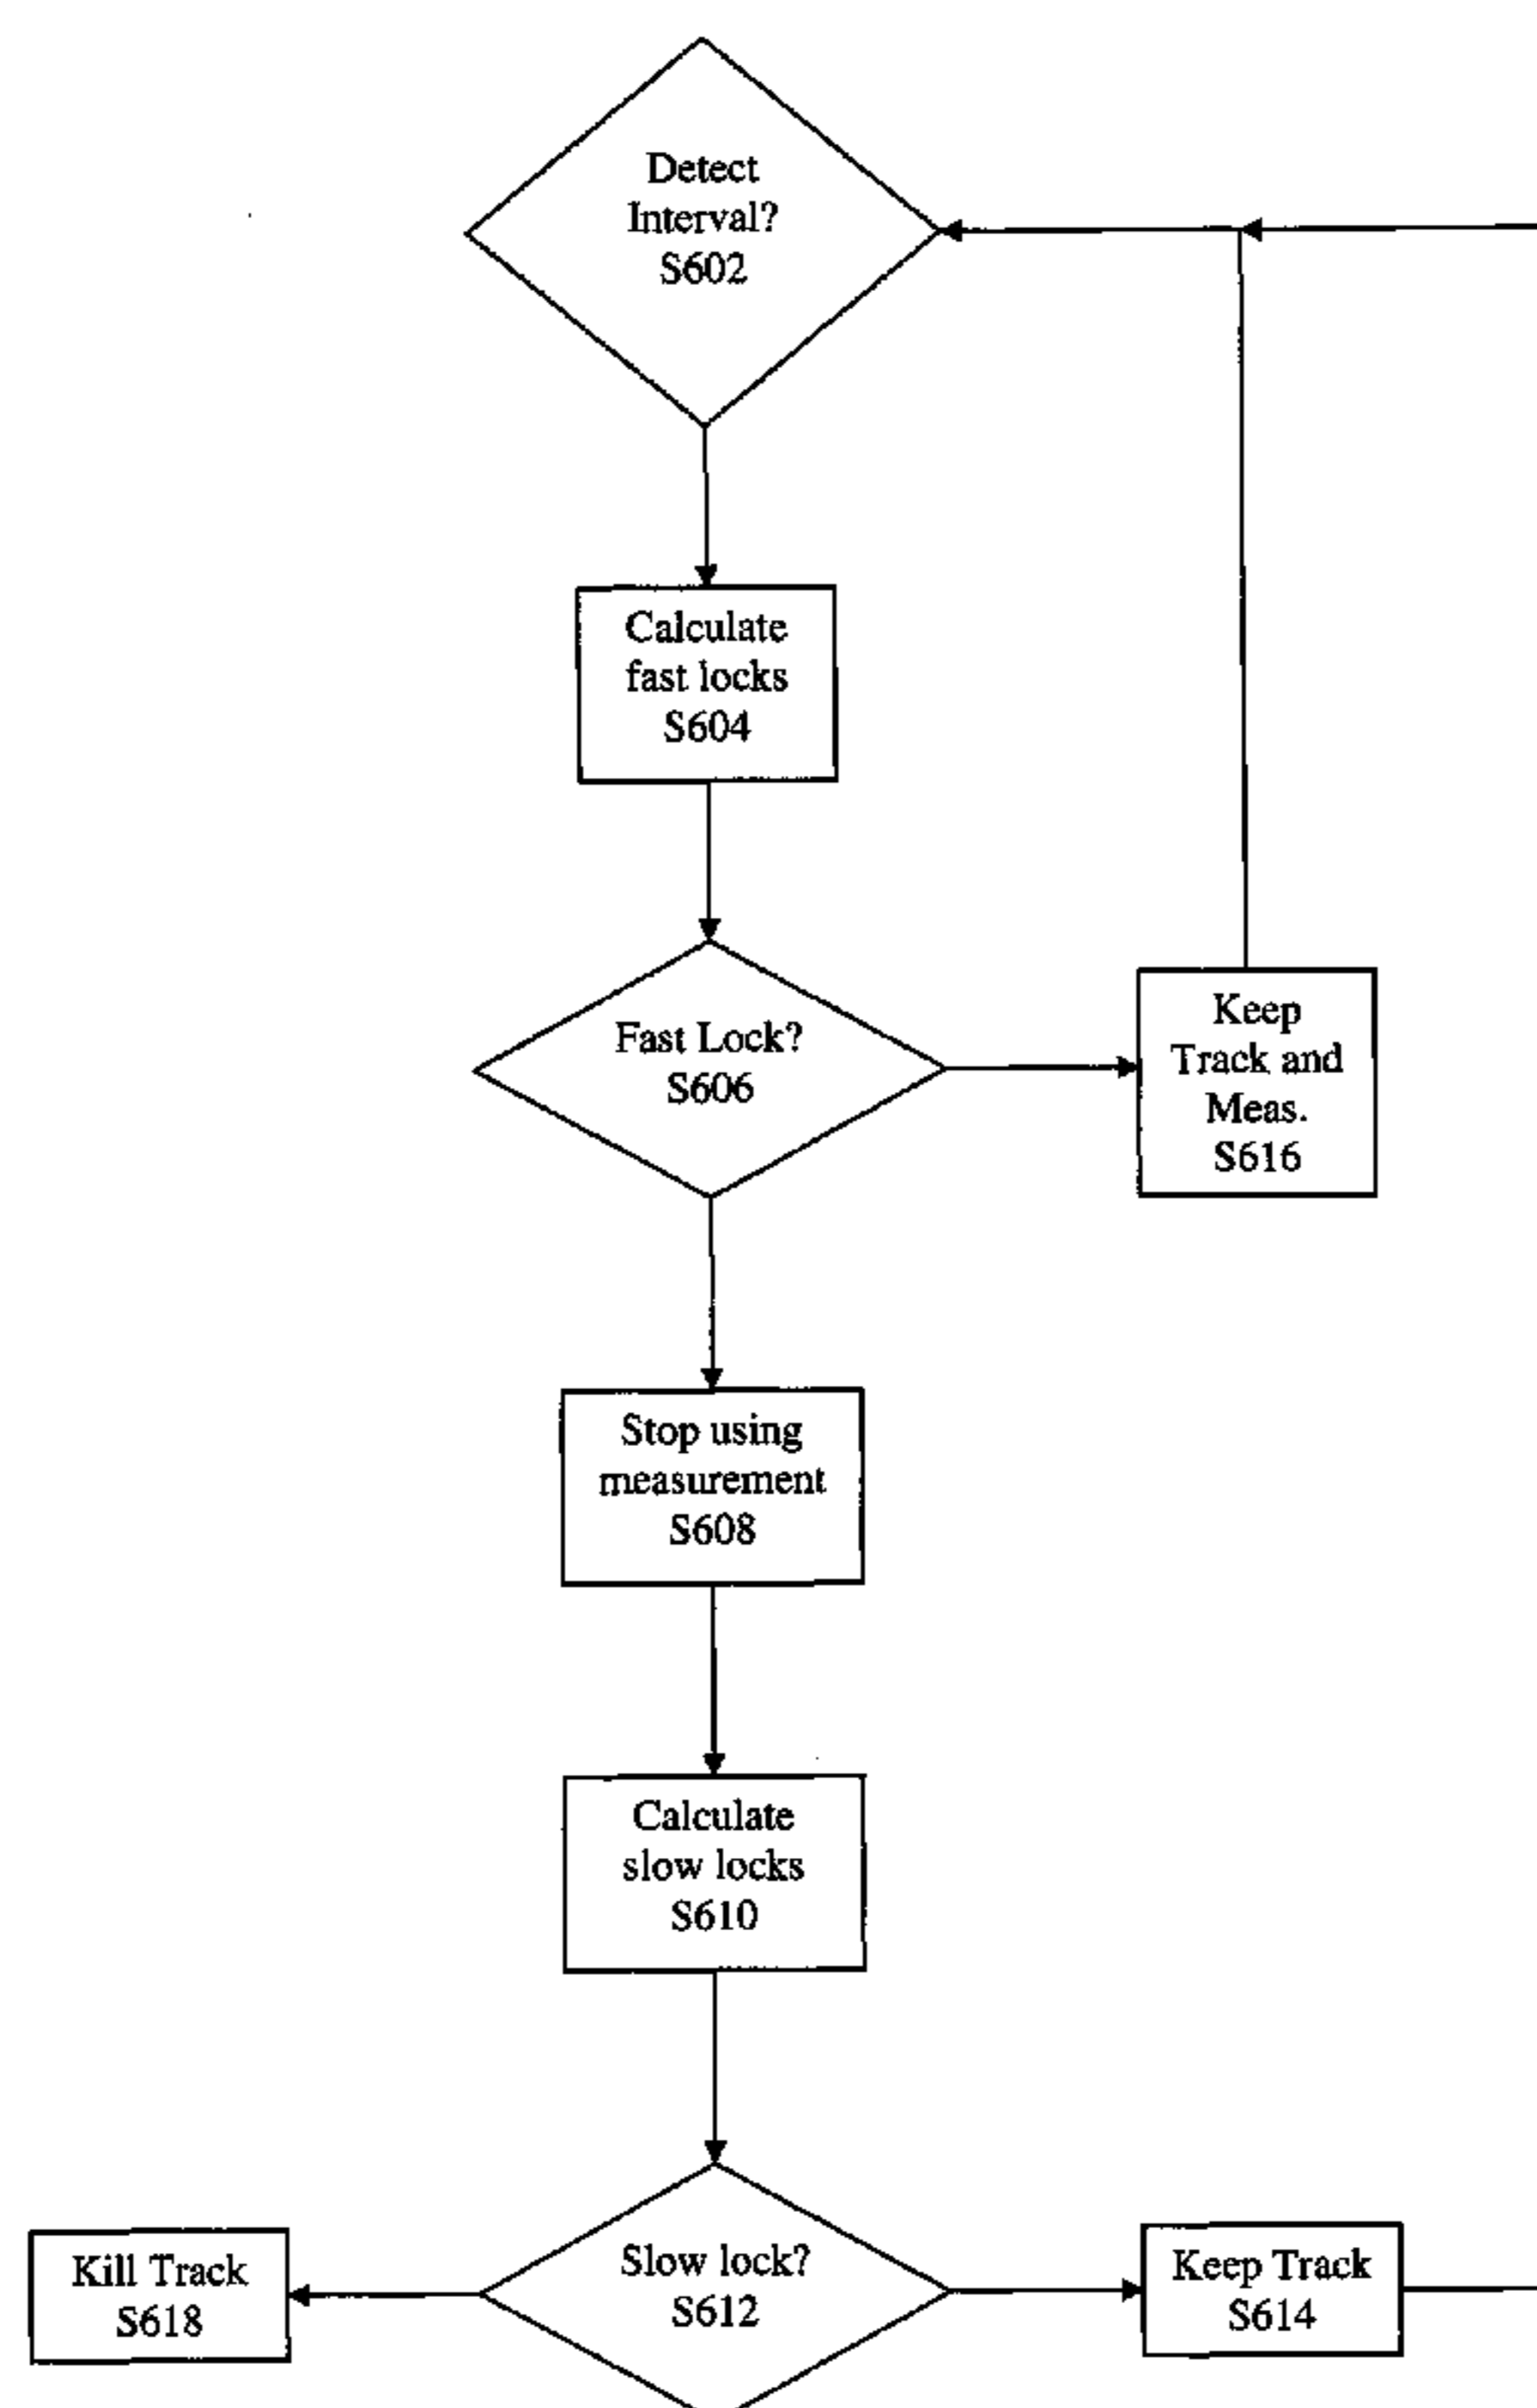 Detect
Interval?
S602
Calculate
fast locks
S604
Fast Lock?
S606
Keep
Track and
Meas.
S616
Stop using
measurement
S608
Calculate
slow locks
S610
Slow lock?
S612
Kill Track
S618
Keep Track
S614